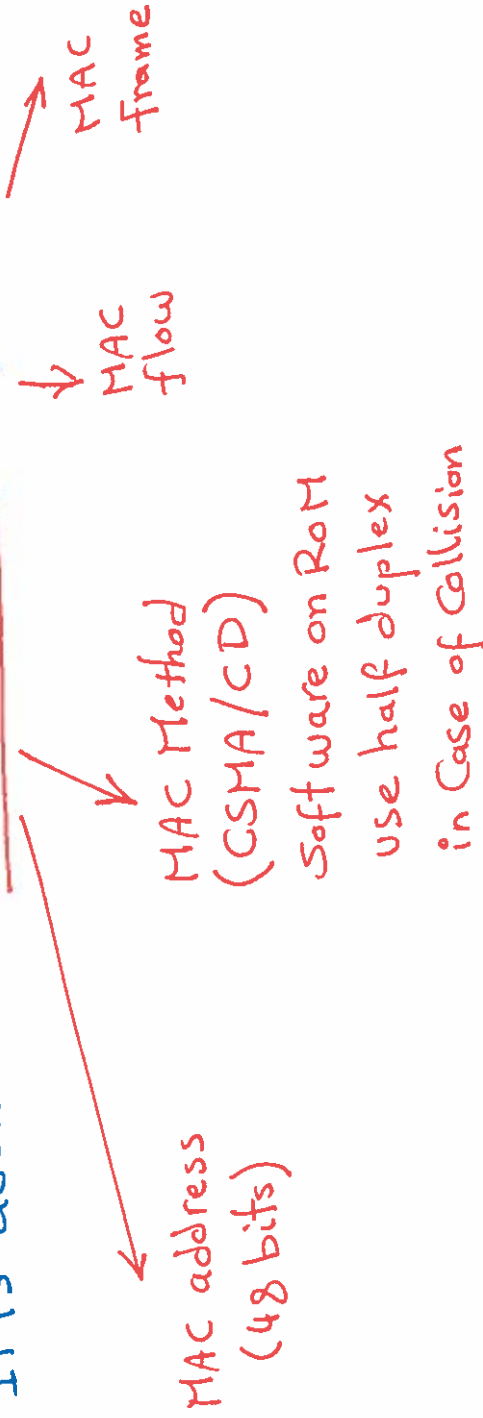 MAC address
(48 bits)
MAC Method
(CSMA/CD)
Software on ROM
use half duplex
in Case of Collision
MAC
flow
MAC
frame